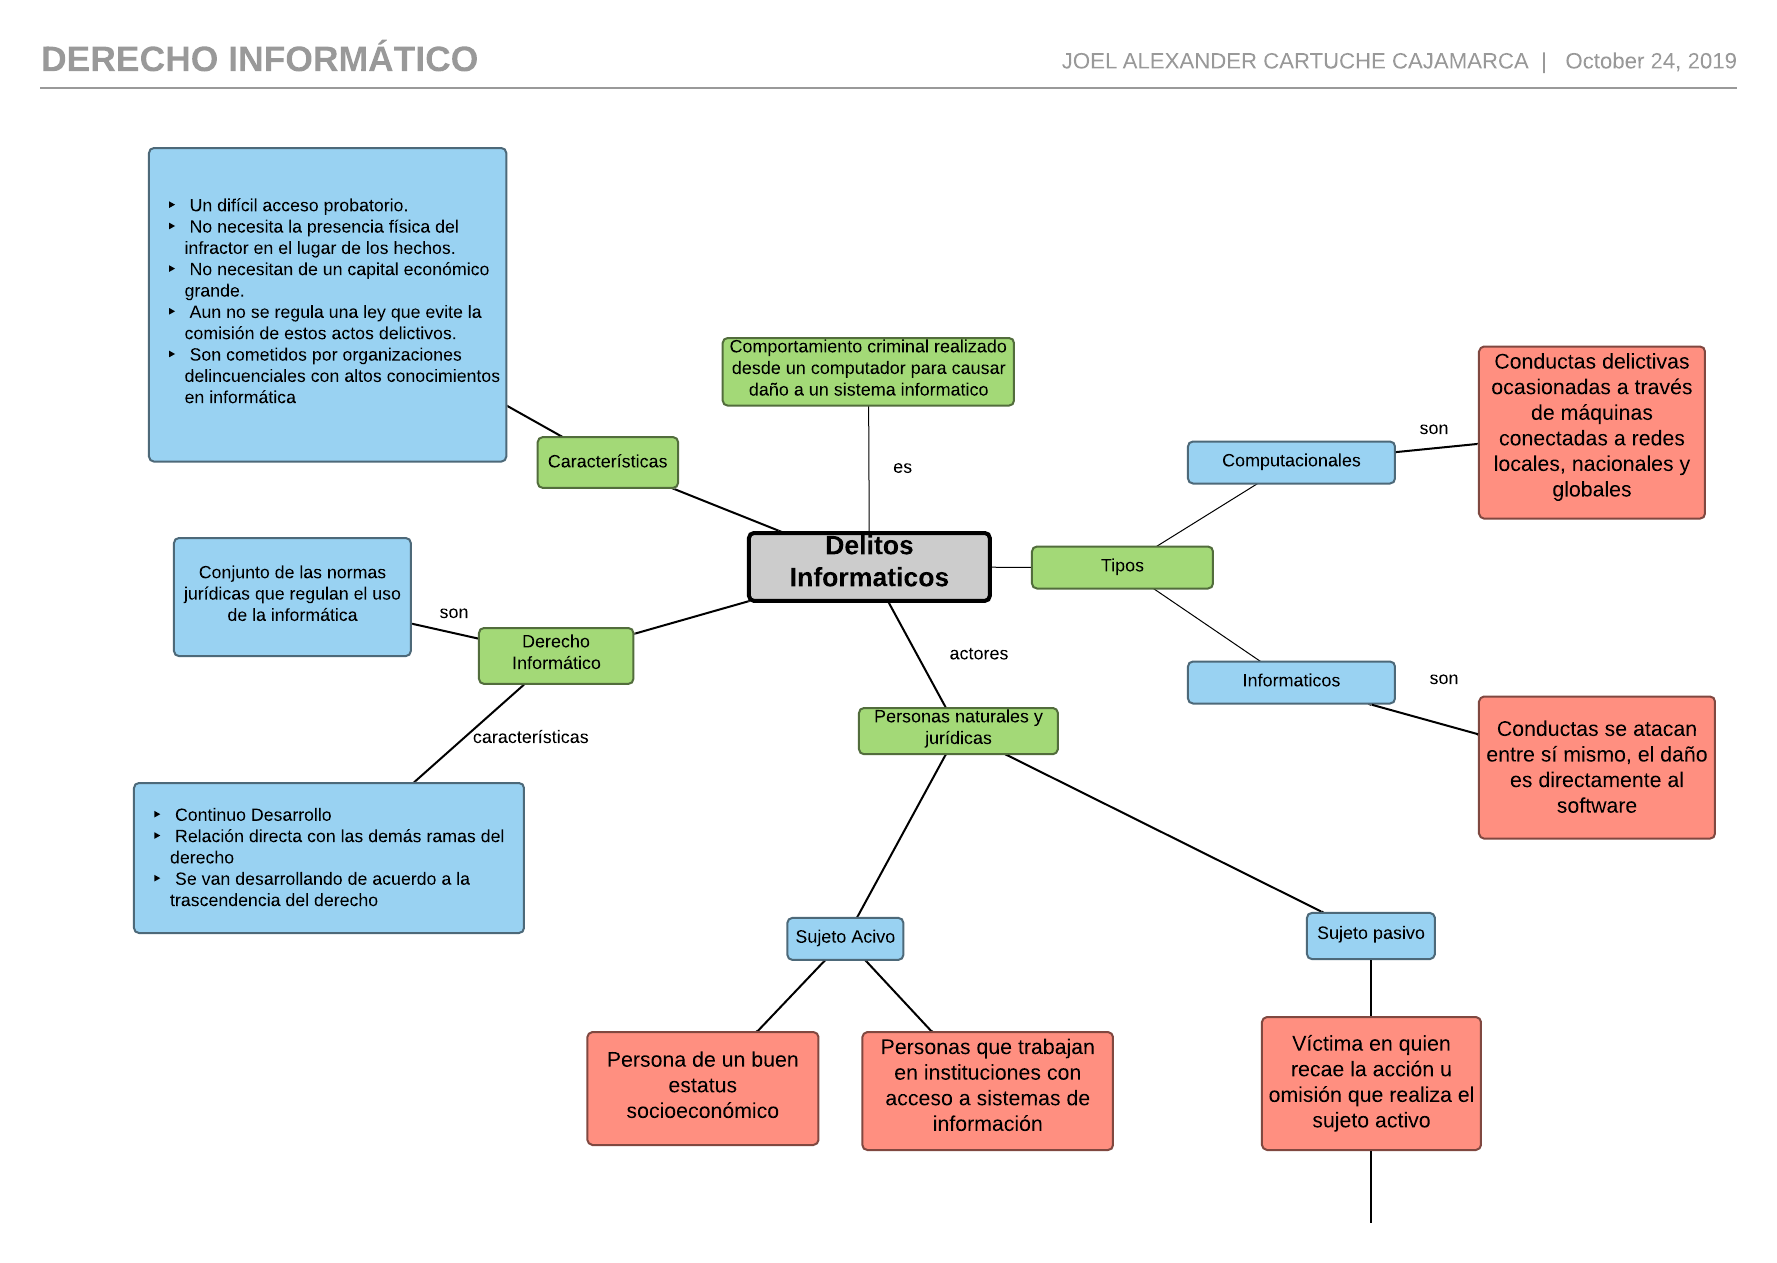 DERECHO INFORMÁTICO
JOEL ALEXANDER CARTUCHE CAJAMARCA | October 24, 2019
‣ Un difícil acceso probatorio.
‣ No necesita la presencia física del
infractor en el lugar de los hechos.
‣ No necesitan de un capital económico
grande.
‣ Aun no se regula una ley que evite la
comisión de estos actos delictivos.
‣ Son cometidos por organizaciones
delincuenciales con altos conocimientos
en informática
Características
Comportamiento criminal realizado
desde un computador para causar
daño a un sistema informatico
es
Delitos
Informaticos
Tipos
Computacionales
son
Conductas delictivas
ocasionadas a través
de máquinas
conectadas a redes
locales, nacionales y
globales
Informaticos
son
Conductas se atacan
entre sí mismo, el daño
es directamente al
software
Conjunto de las normas
jurídicas que regulan el uso
de la informática
son
Derecho
Informático
características
‣ Continuo Desarrollo
‣ Relación directa con las demás ramas del
derecho
‣ Se van desarrollando de acuerdo a la
trascendencia del derecho
actores
Personas naturales y
jurídicas
Sujeto Acivo
Persona de un buen
estatus
socioeconómico
Personas que trabajan
en instituciones con
acceso a sistemas de
información
Sujeto pasivo
Víctima en quien
recae la acción u
omisión que realiza el
sujeto activo